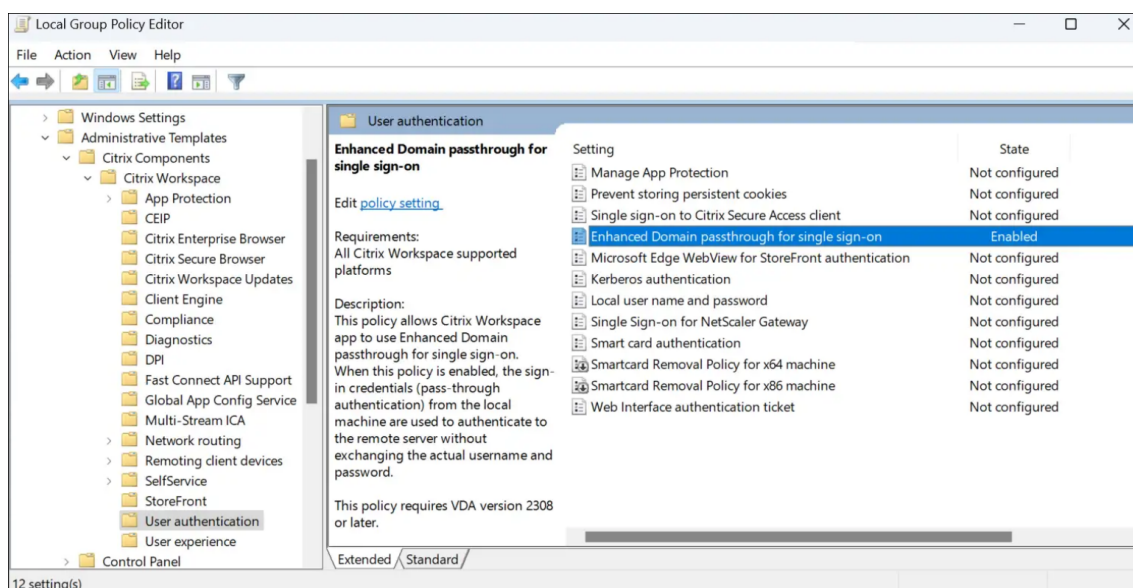 Local Group Policy Editor
File Action View Help
Windows Settings
Administrative Templates
Citrix Components
Citrix Workspace
App Protection
CEIP
Citrix Enterprise Browser
Citrix Secure Browser
Citrix Workspace Updates
Client Engine
Compliance
Diagnostics
DPI
Fast Connect API Support
Global App Config Service
Multi-Stream ICA
Network routing
Remoting client devices
SelfService
StoreFront
User authentication
User experience
Control Panel
User authentication
Enhanced Domain passthrough for
single sign-on
Edit policy setting
Requirements:
All Citrix Workspace supported
platforms
Description:
This policy allows Citrix Workspace
app to use Enhanced Domain
passthrough for single sign-on.
When this policy is enabled, the sign-
in credentials (pass-through
authentication) from the local
machine are used to authenticate to
the remote server without
exchanging the actual username and
password.
This policy requires VDA version 2308
or later.
Setting State
Manage App Protection Not configured
Prevent storing persistent cookies Not configured
Single sign-on to Citrix Secure Access client Not configured
Enhanced Domain passthrough for single sign-on Enabled
Microsoft Edge WebView for StoreFront authentication Not configured
Kerberos authentication Not configured
Local user name and password Not configured
Single Sign-on for NetScaler Gateway Not configured
Smart card authentication Not configured
Smartcard Removal Policy for x64 machine Not configured
Smartcard Removal Policy for x86 machine Not configured
Web Interface authentication ticket Not configured
Extended Standard
12 setting(s)